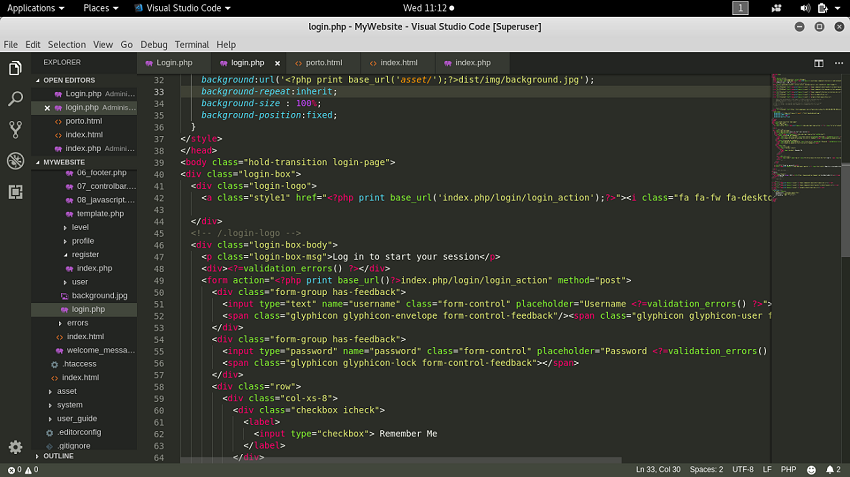 Applications Places Visual Studio Code Wed 11:12 1
login.php - MyWebsite - Visual Studio Code [Superuser]
File Edit Selection View Go Debug Terminal Help
EXPLORER
OPEN EDITORS
Login.php Adminis...
login.php Adminis...
porto.html
index.html
index.php Adminis...
MYWEBSITE
06_footer.php
07_controlbar....
08_javascript....
template.php
level
profile
register
index.php
user
background.jpg
login.php
errors
index.html
welcome_messa...
.htaccess
index.html
asset
system
user_guide
.editorconfig
.gitignore
OUTLINE
Login.php login.php porto.html index.html index.php
32 background:url('<?php print base_url('asset/');?>dist/img/background.jpg');
33 background-repeat:inherit;
34 background-size : 100%;
35 background-position:fixed;
36 }
37 </style>
38 </head>
39 <body class="hold-transition login-page">
40 <div class="login-box">
41 <div class="login-logo">
42 <a class="style1" href="<?php print base_url('index.php/login/login_action');?>"><i class="fa fa-fw fa-deskto
43
44 </div>
45 <!-- /.login-logo -->
46 <div class="login-box-body">
47 <p class="login-box-msg">Log in to start your session</p>
48 <div><?=validation_errors() ?></div>
49 <form action="<?php print base_url()?>index.php/login/login_action" method="post">
50 <div class="form-group has-feedback">
51 <input type="text" name="username" class="form-control" placeholder="Username <?=validation_errors() ?>">
52 <span class="glyphicon glyphicon-envelope form-control-feedback"/><span class="glyphicon glyphicon-user f
53 </div>
54 <div class="form-group has-feedback">
55 <input type="password" name="password" class="form-control" placeholder="Password <?=validation_errors()
56 <span class="glyphicon glyphicon-lock form-control-feedback"></span>
57 </div>
58 <div class="row">
59 <div class="col-xs-8">
60 <div class="checkbox icheck">
61 <label>
62 <input type="checkbox"> Remember Me
63 </label>
64 </div>
0 0 Ln 33, Col 30 Spaces: 2 UTF-8 LF PHP 2